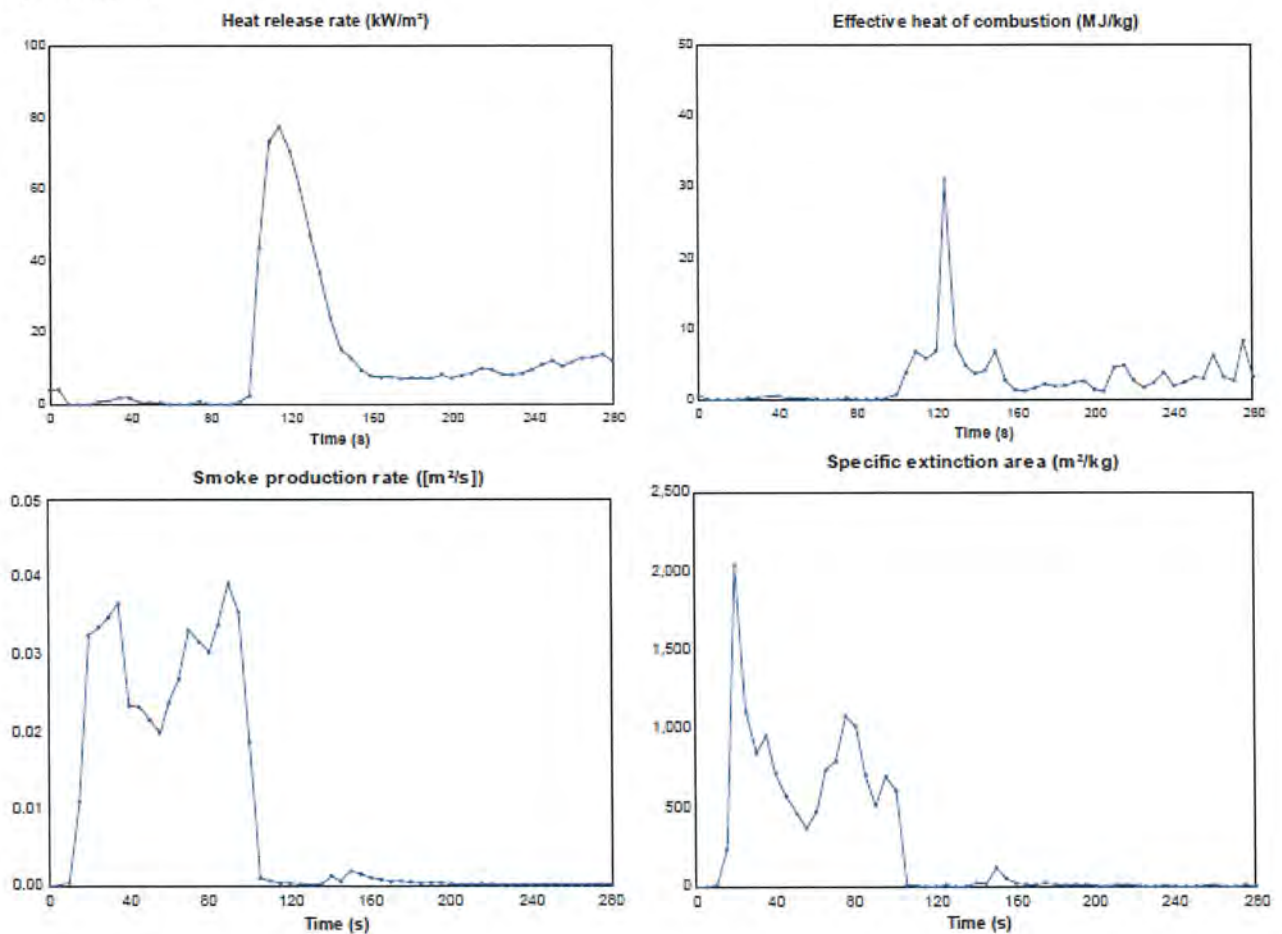 Heat release rate (kW/m²)
100
80
60
40
20
0
0 40 80 120 160 200 240 280
Time (s)
Effective heat of combustion (MJ/kg)
50
40
30
20
10
0
0 40 80 120 160 200 240 280
Time (s)
Smoke production rate ([m²/s])
0.05
0.04
0.03
0.02
0.01
0.00
0 40 80 120 160 200 240 280
Time (s)
Specific extinction area (m²/kg)
2,500
2,000
1,500
1,000
500
0
0 40 80 120 160 200 240 280
Time (s)